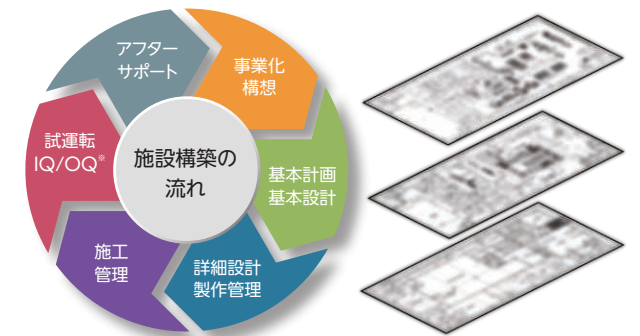 施設構築の
流れ
事業化
構想
基本計画
基本設計
詳細設計
製作管理
施工
管理
試運転
IQ/OQ※
アフター
サポート